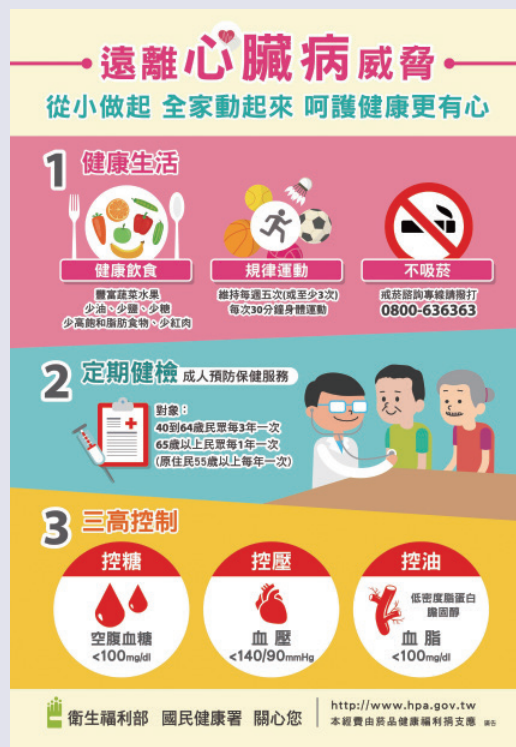 遠離心臟病威脅
從小做起 全家動起來 呵護健康更有心
1 健康生活
健康飲食
豐富蔬菜水果
少油、少鹽、少糖
少高飽和脂肪食物、少紅肉
規律運動
維持每週五次(或至少3次)
每次30分鐘身體運動
不吸菸
戒菸諮詢專線請撥打
0800-636363
2 定期健檢 成人預防保健服務
對象：
40到64歲民眾每3年一次
65歲以上民眾每1年一次
(原住民55歲以上每年一次)
3 三高控制
控糖
空腹血糖
<100mg/dl
控壓
血壓
<140/90mmHg
控油
低密度脂蛋白
膽固醇
血脂
<100mg/dl
衛生福利部 國民健康署 關心您
http://www.hpa.gov.tw
本經費由菸品健康福利捐支應 廣告